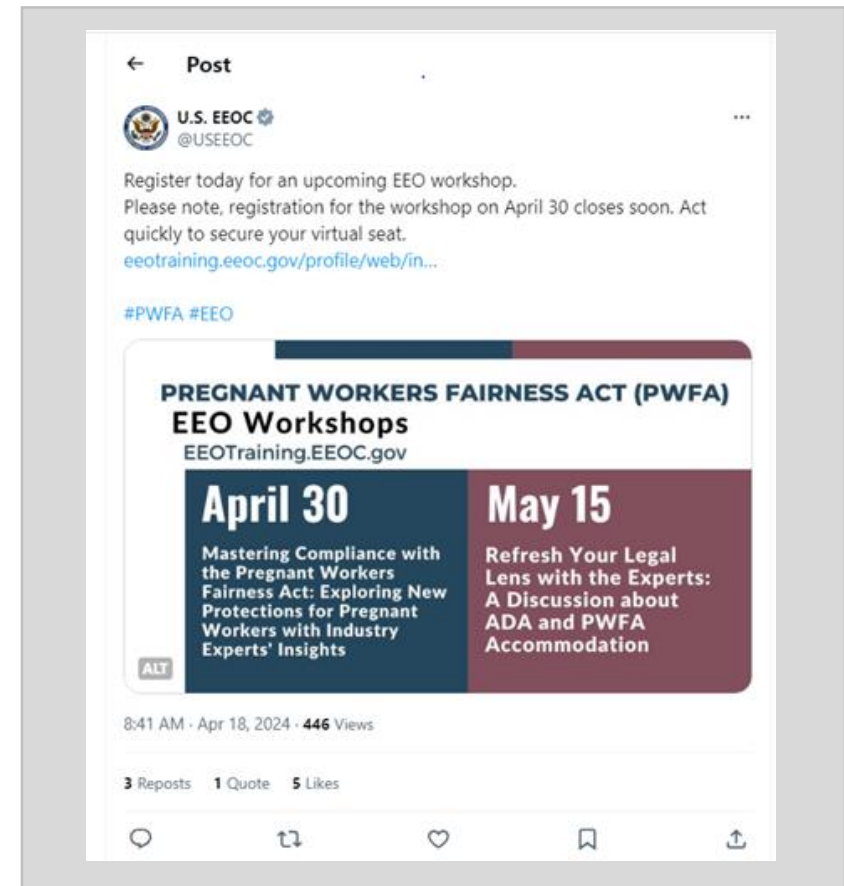 Post
U.S. EEOC
@USEEOC
Register today for an upcoming EEO workshop.
Please note, registration for the workshop on April 30 closes soon. Act
quickly to secure your virtual seat.
eeotraining.eeoc.gov/profile/web/in...
#PWFA #EEO
PREGNANT WORKERS FAIRNESS ACT (PWFA)
EEO Workshops
EEOTraining.EEOC.gov
April 30
Mastering Compliance with
the Pregnant Workers
Fairness Act: Exploring New
Protections for Pregnant
Workers with Industry
Experts' Insights
May 15
Refresh Your Legal
Lens with the Experts:
A Discussion about
ADA and PWFA
Accommodation
ALT
8:41 AM · Apr 18, 2024 · 446 Views
3 Reposts 1 Quote 5 Likes